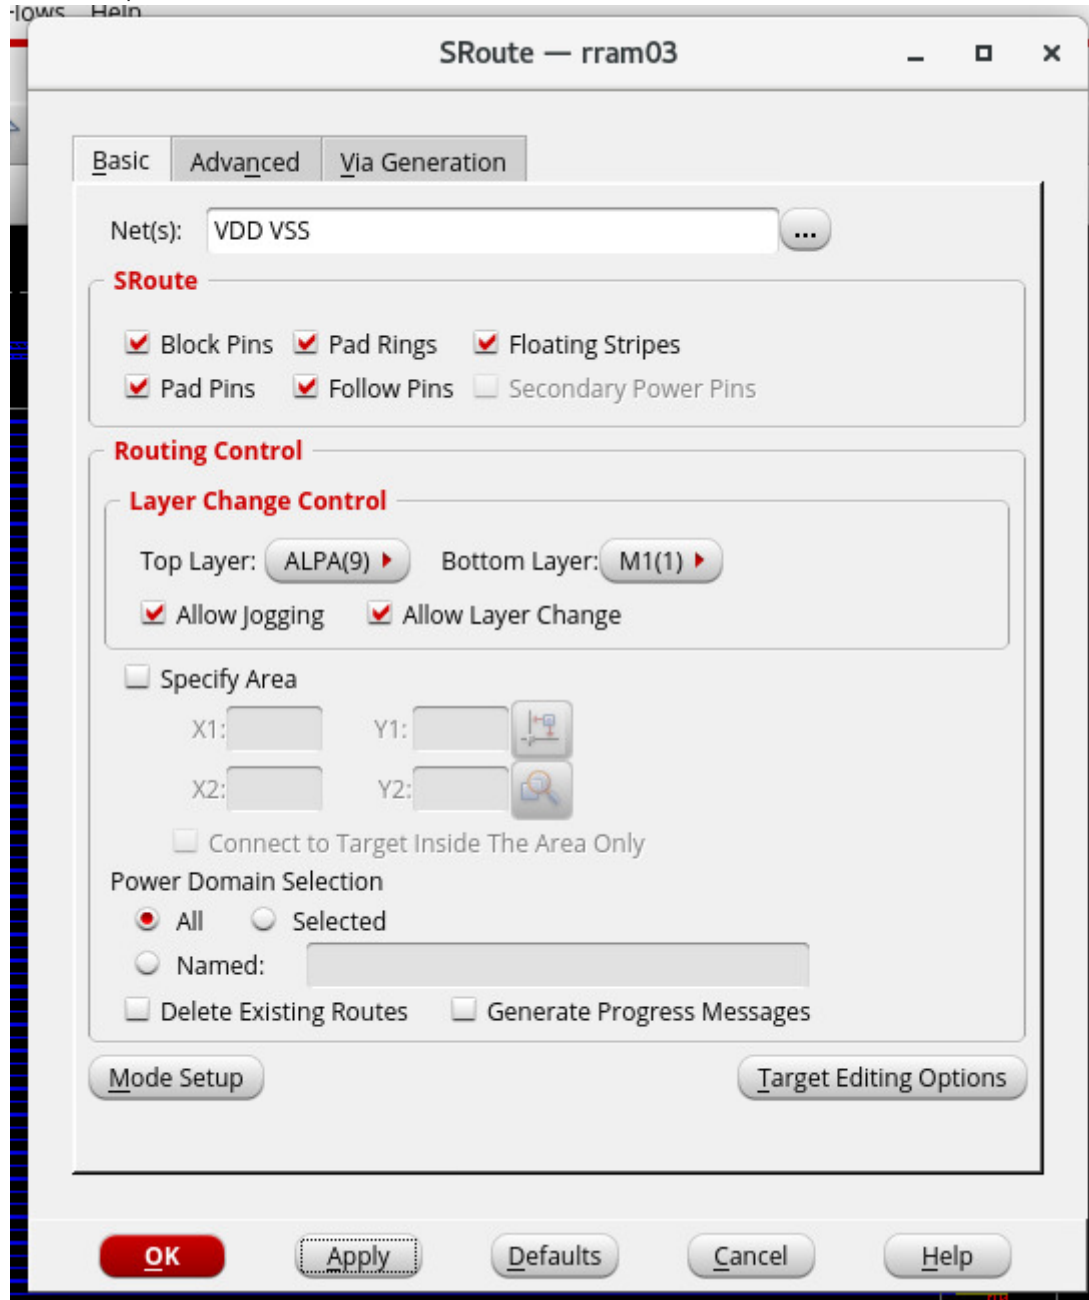 lows Help
SRoute — rram03
Basic Advanced Via Generation
Net(s): VDD VSS ...
SRoute
Block Pins Pad Rings Floating Stripes
Pad Pins Follow Pins Secondary Power Pins
Routing Control
Layer Change Control
Top Layer: ALPA(9) Bottom Layer: M1(1)
Allow Jogging Allow Layer Change
Specify Area
X1: Y1:
X2: Y2:
Connect to Target Inside The Area Only
Power Domain Selection
All Selected
Named:
Delete Existing Routes Generate Progress Messages
Mode Setup Target Editing Options
OK Apply Defaults Cancel Help